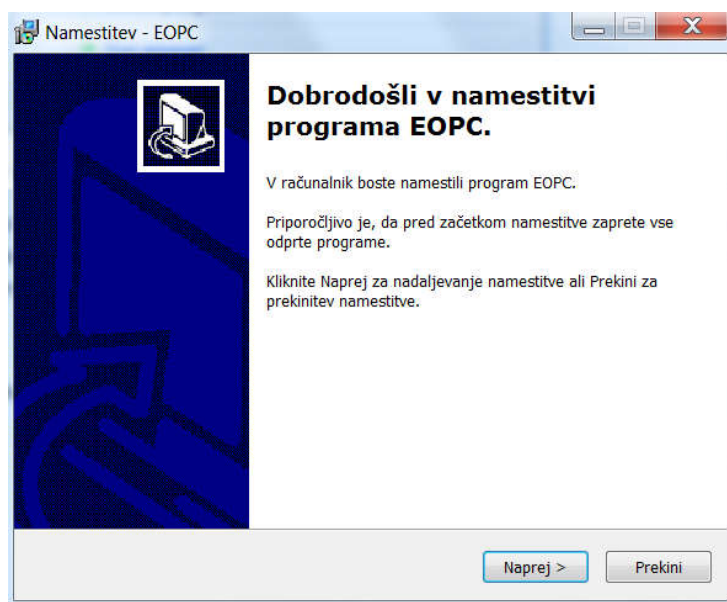 Namestitev - EOPC
Dobrodošli v namestitvi
programa EOPC.
V računalnik boste namestili program EOPC.
Priporočljivo je, da pred začetkom namestitve zaprete vse
odprte programe.
Kliknite Naprej za nadaljevanje namestitve ali Prekini za
prekinitev namestitve.
Naprej >
Prekini